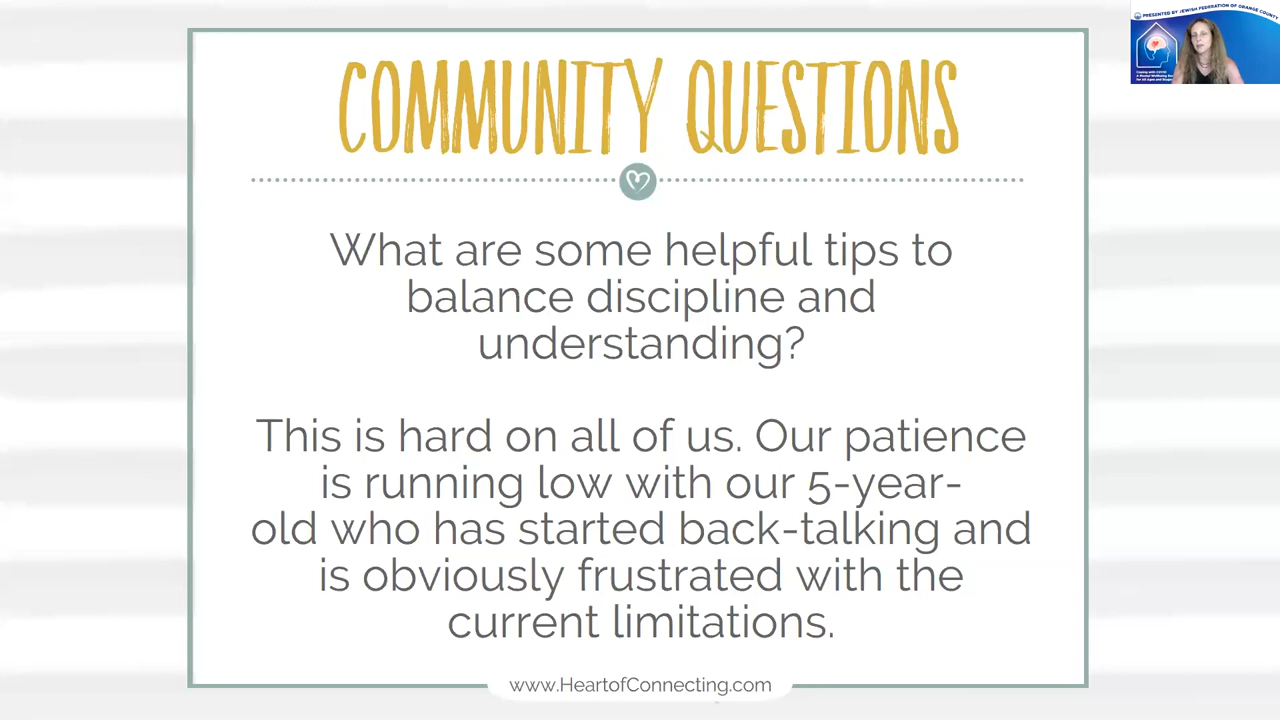 PRESENTED BY JEWISH FEDERATION OF ORANGE COUNTY
COMMUNITY QUESTIONS
What are some helpful tips to
balance discipline and
understanding?
This is hard on all of us. Our patience
is running low with our 5-year-
old who has started back-talking and
is obviously frustrated with the
current limitations.
www.HeartofConnecting.com